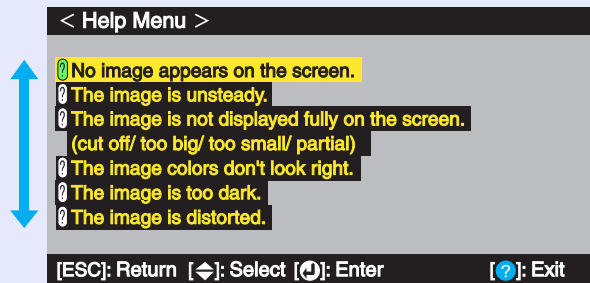 < Help Menu >
? No image appears on the screen.
? The image is unsteady.
? The image is not displayed fully on the screen.
(cut off/ too big/ too small/ partial)
? The image colors don't look right.
? The image is too dark.
? The image is distorted.
[ESC]: Return [◆]: Select [⏎]: Enter [?]: Exit